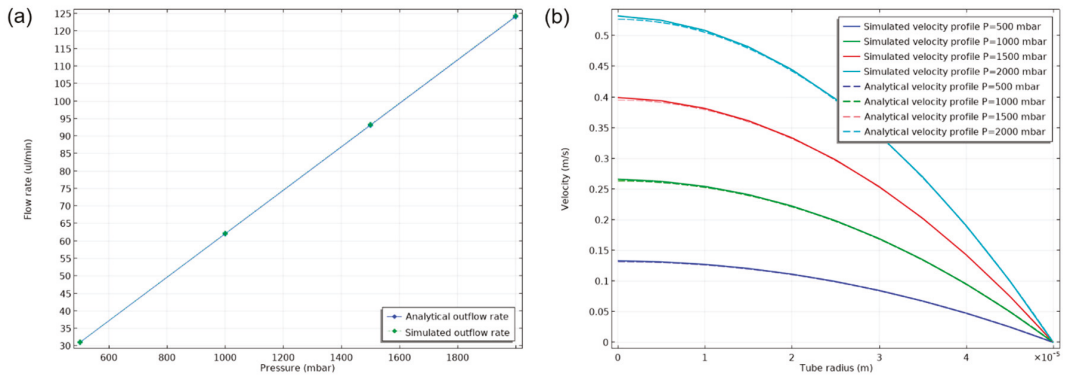 (a)
Flow rate (ul/min)
125
120
115
110
105
100
95
90
85
80
75
70
65
60
55
50
45
40
35
30
600
800
1000
1200
1400
1600
1800
Pressure (mbar)
Analytical outflow rate
Simulated outflow rate
(b)
Velocity (m/s)
0.5
0.45
0.4
0.35
0.3
0.25
0.2
0.15
0.1
0.05
0
0
1
2
3
4
×10⁻⁵
Tube radius (m)
Simulated velocity profile P=500 mbar
Simulated velocity profile P=1000 mbar
Simulated velocity profile P=1500 mbar
Simulated velocity profile P=2000 mbar
Analytical velocity profile P=500 mbar
Analytical velocity profile P=1000 mbar
Analytical velocity profile P=1500 mbar
Analytical velocity profile P=2000 mbar